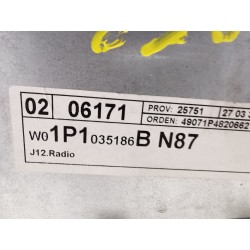 02 06171 PROV: 25751 27 03
ORDEN: 49071P4820662
W01P1035186B N87
J12.Radio